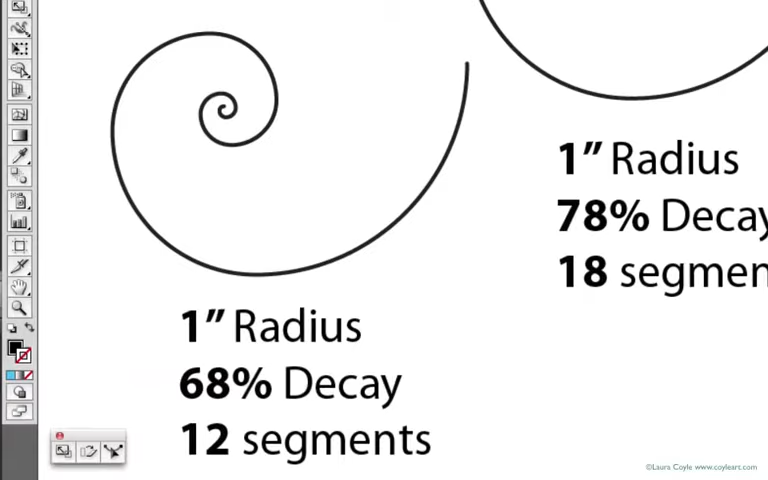 1” Radius
78% Decay
18 segmen
1” Radius
68% Decay
12 segments
©Laura Coyle www.coyleart.com